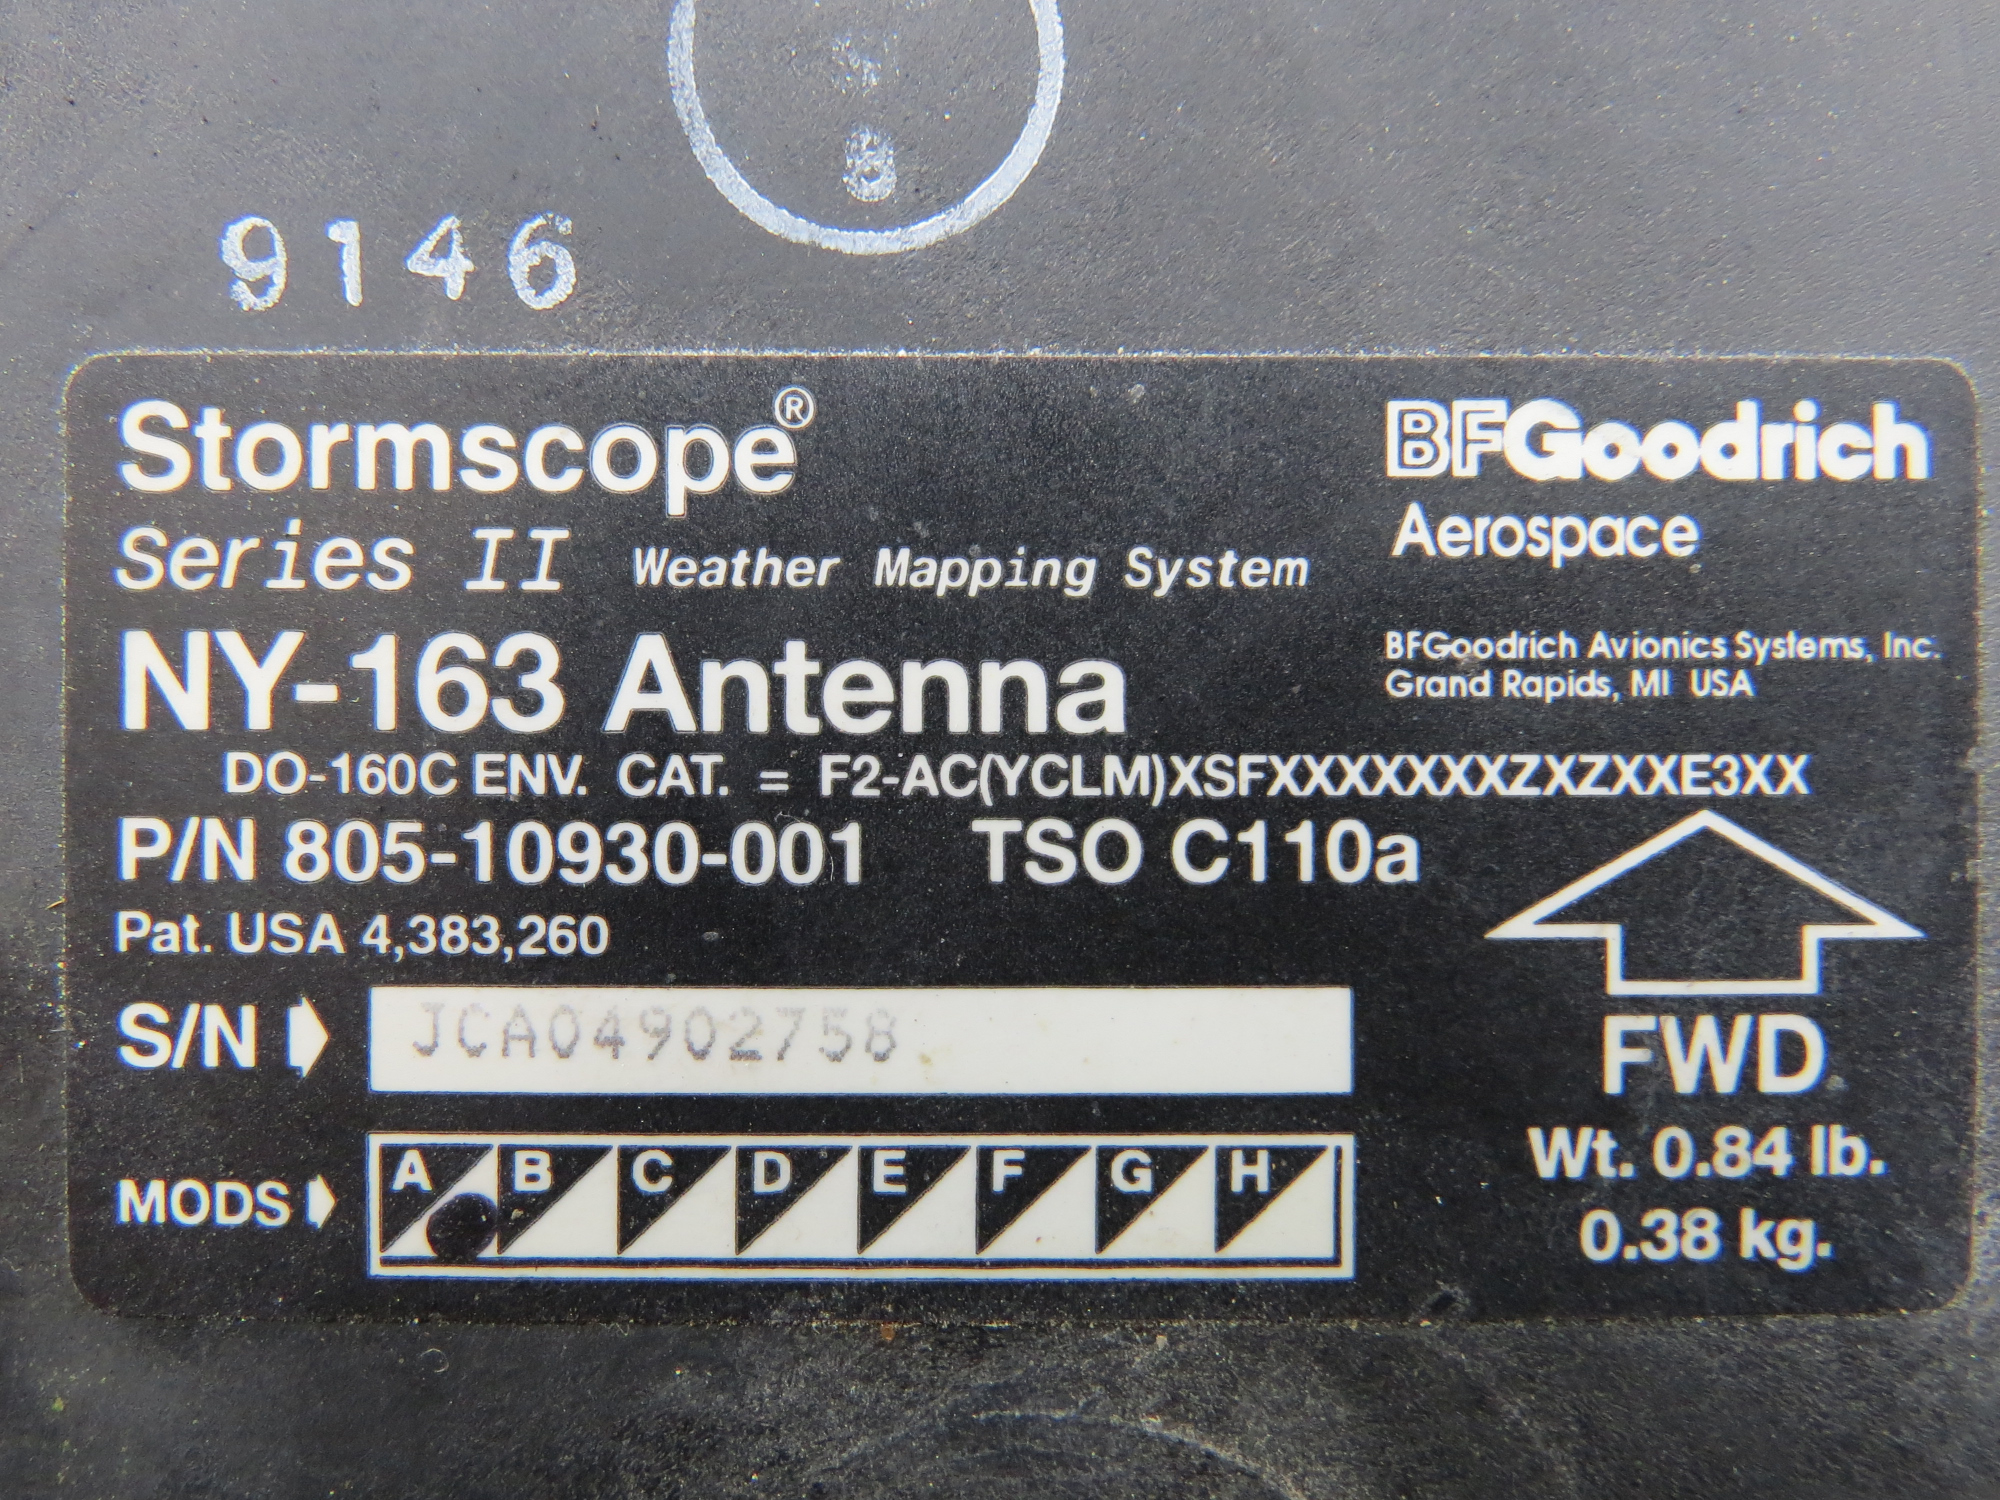 8
9146
Stormscope®
BFGoodrich
Aerospace
Series II Weather Mapping System
BFGoodrich Avionics Systems, Inc.
Grand Rapids, MI USA
NY-163 Antenna
DO-160C ENV. CAT. = F2-AC(YCLM)XSFXXXXXXXZXZXXE3XX
P/N 805-10930-001 TSO C110a
Pat. USA 4,383,260
S/N JCA04902758
FWD
Wt. 0.84 lb.
0.38 kg.
MODS A B C D E F G H